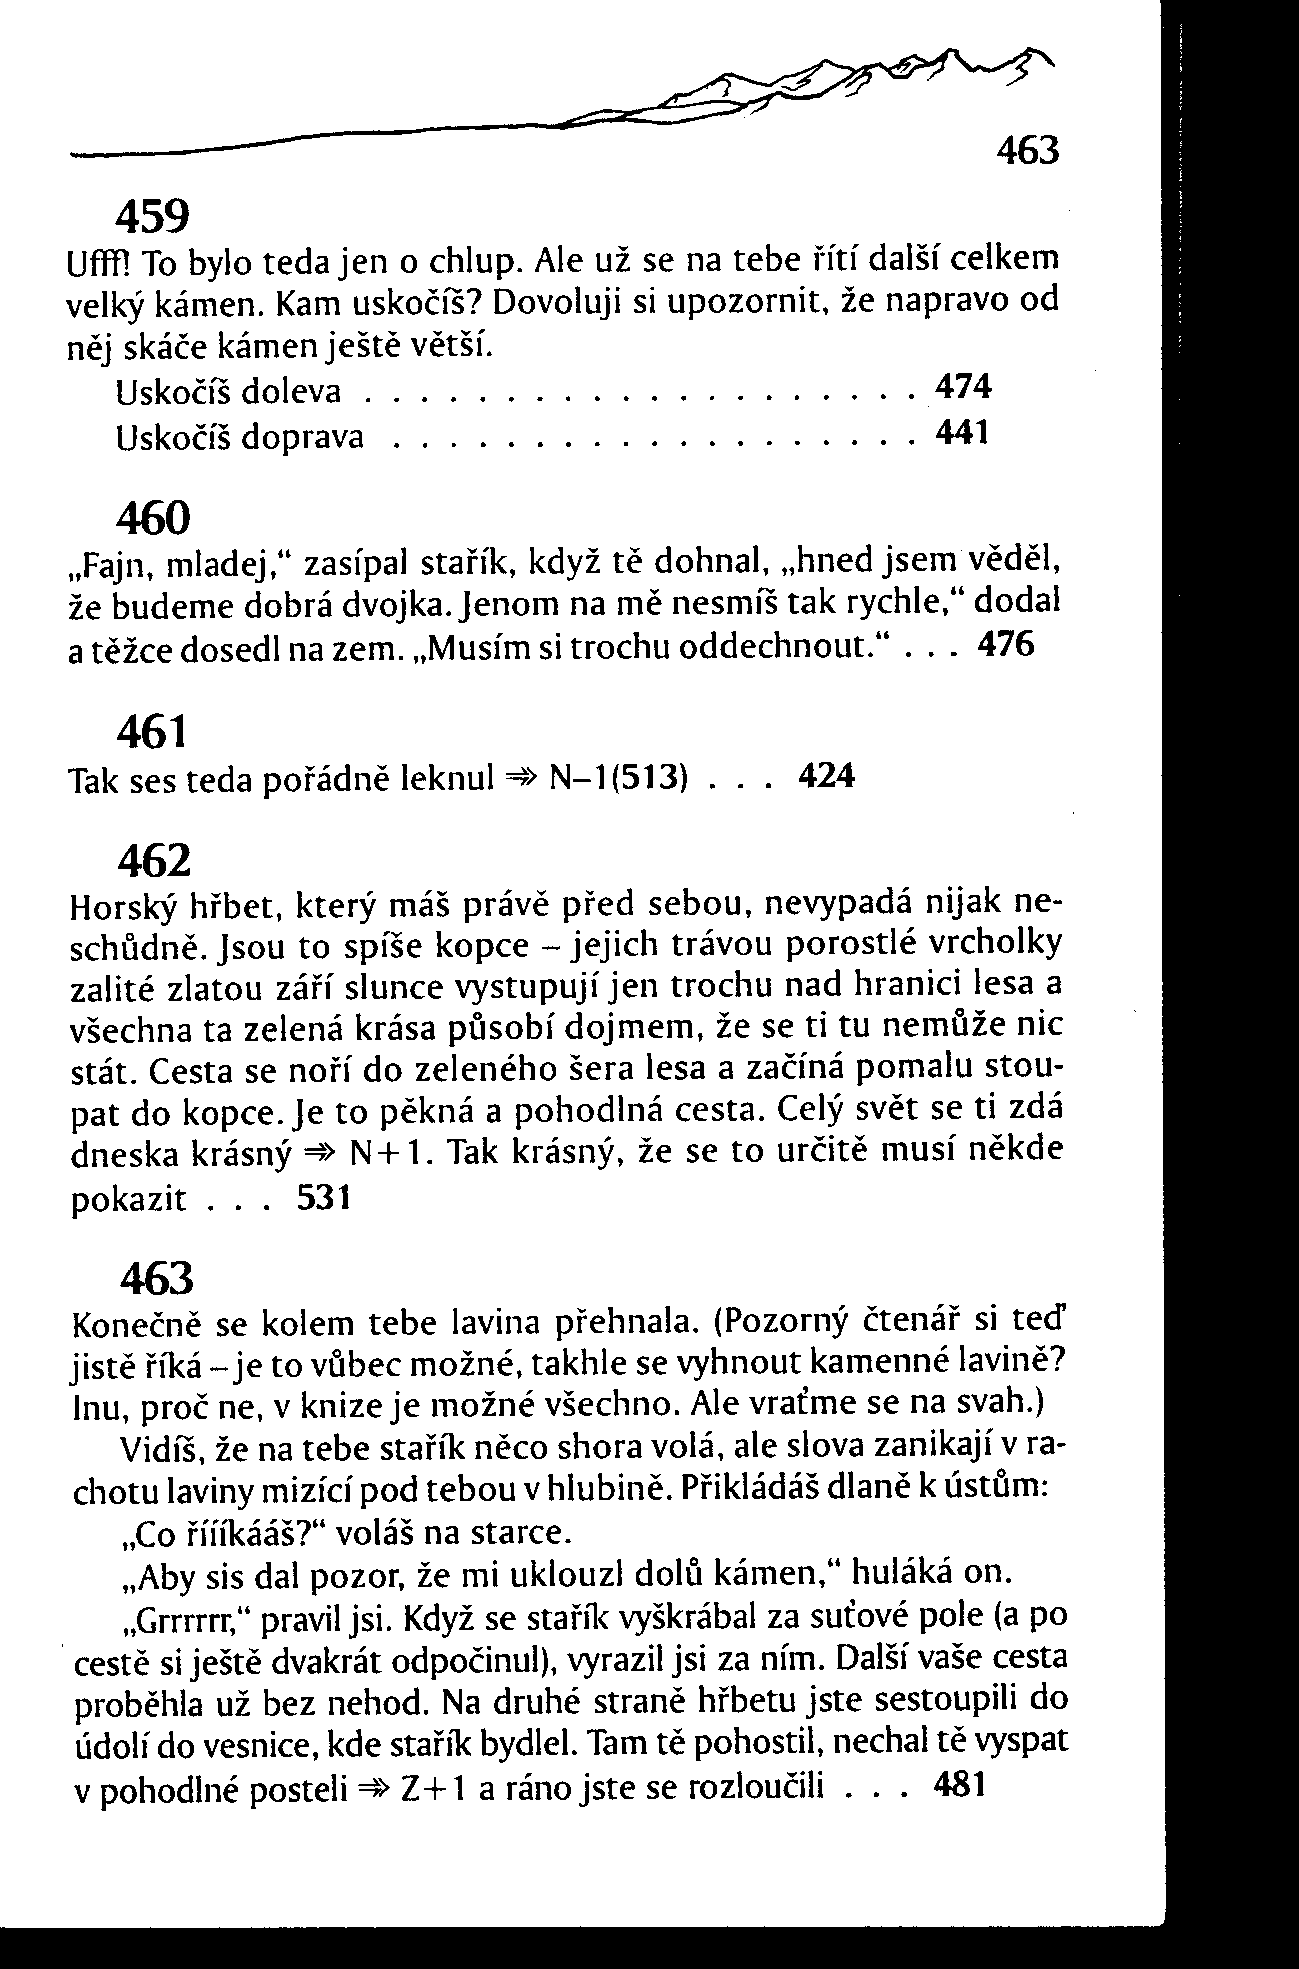 463
459
Ufff! To bylo teda jen o chlup. Ale už se na tebe řítí další celkem
velký kámen. Kam uskočíš? Dovoluji si upozornit, že napravo od
něj skáče kámen ještě větší.
Uskočíš doleva . . . . . . . . . . . . . . . . . . . . 474
Uskočíš doprava . . . . . . . . . . . . . . . . . . . 441
460
„Fajn, mladej,“ zasípal stařík, když tě dohnal, „hned jsem věděl,
že budeme dobrá dvojka. Jenom na mě nesmíš tak rychle,“ dodal
a těžce dosedl na zem. „Musím si trochu oddechnout.“ . . . 476
461
Tak ses teda pořádně leknul ⇒ N–1(513) . . . 424
462
Horský hřbet, který máš právě před sebou, nevypadá nijak ne-
schůdně. Jsou to spíše kopce – jejich trávou porostlé vrcholky
zalité zlatou září slunce vystupují jen trochu nad hranici lesa a
všechna ta zelená krása působí dojmem, že se ti tu nemůže nic
stát. Cesta se noří do zeleného šera lesa a začíná pomalu stou-
pat do kopce. Je to pěkná a pohodlná cesta. Celý svět se ti zdá
dneska krásný ⇒ N+1. Tak krásný, že se to určitě musí někde
pokazit . . . 531
463
Konečně se kolem tebe lavina přehnala. (Pozorný čtenář si teď
jistě říká – je to vůbec možné, takhle se vyhnout kamenné lavině?
Inu, proč ne, v knize je možné všechno. Ale vraťme se na svah.)
Vidíš, že na tebe stařík něco shora volá, ale slova zanikají v ra-
chotu laviny mizící pod tebou v hlubině. Přikládáš dlaně k ústům:
„Co říííkááš?“ voláš na starce.
„Aby sis dal pozor, že mi uklouzl dolů kámen,“ huláká on.
„Grrrrrr,“ pravil jsi. Když se stařík vyškrábal za suťové pole (a po
cestě si ještě dvakrát odpočinul), vyrazil jsi za ním. Další vaše cesta
proběhla už bez nehod. Na druhé straně hřbetu jste sestoupili do
údolí do vesnice, kde stařík bydlel. Tam tě pohostil, nechal tě vyspat
v pohodlné posteli ⇒ Z+1 a ráno jste se rozloučili . . . 481